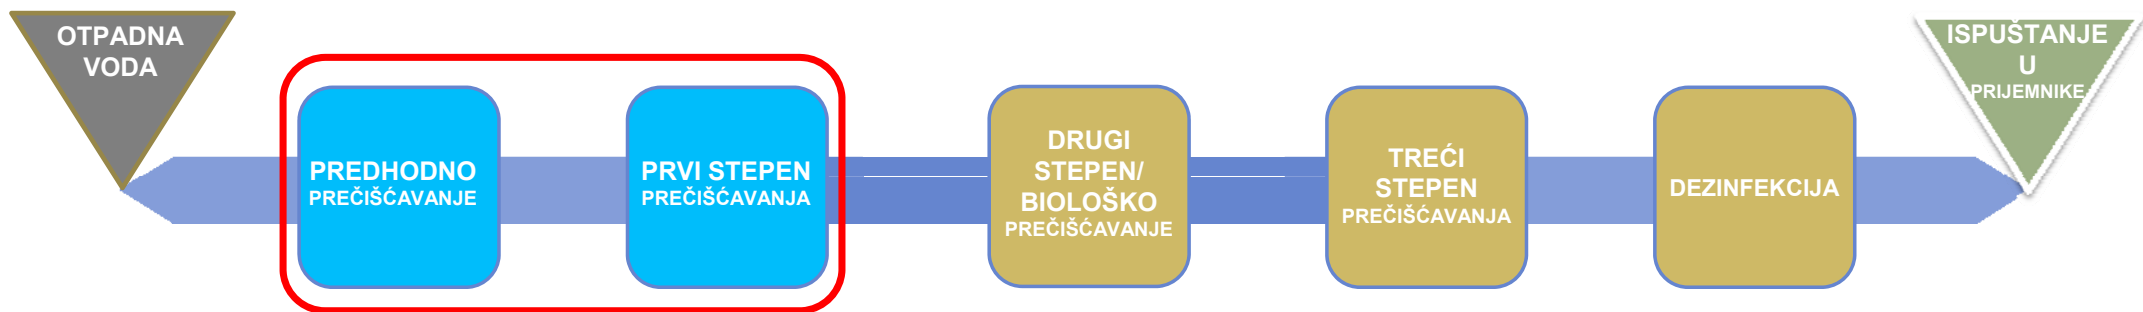 OTPADNA
VODA
PREDHODNO
PREČIŠĆAVANJE
PRVI STEPEN
PREČIŠĆAVANJA
DRUGI
STEPEN/
BIOLOŠKO
PREČIŠĆAVANJE
TREĆI
STEPEN
PREČIŠĆAVANJA
DEZINFEKCIJA
ISPUŠTANJE
U
PRIJEMNIKE